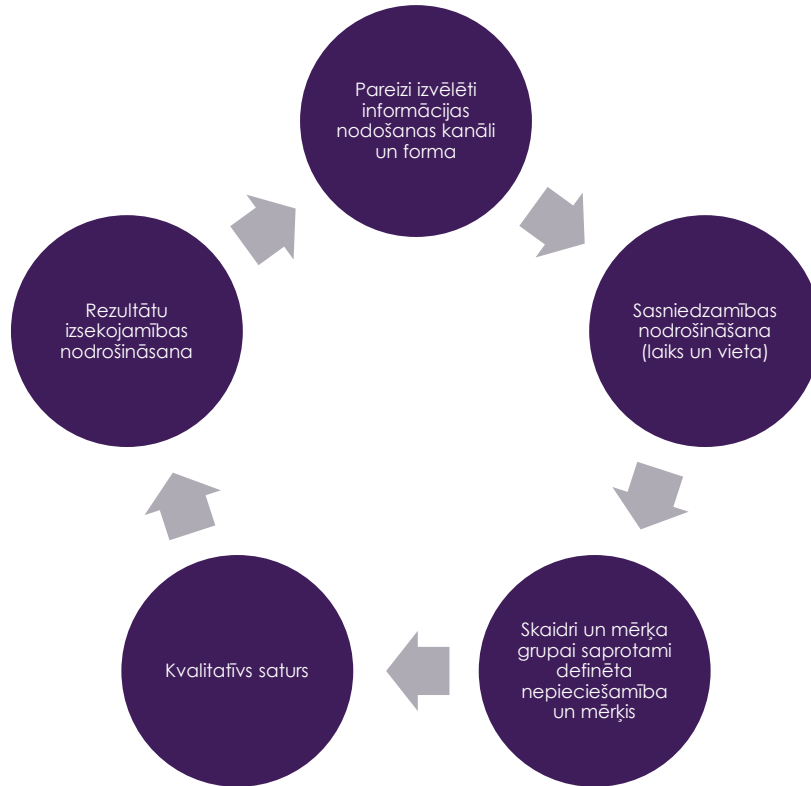 Pareizi izvēlēti
informācijas
nodošanas kanāli
un forma
Sasniedzamības
nodrošināšana
(laiks un vieta)
Skaidri un mērķa
grupai saprotami
definēta
nepieciešamība
un mērķis
Kvalitatīvs saturs
Rezultātu
izsekojamības
nodrošināsana